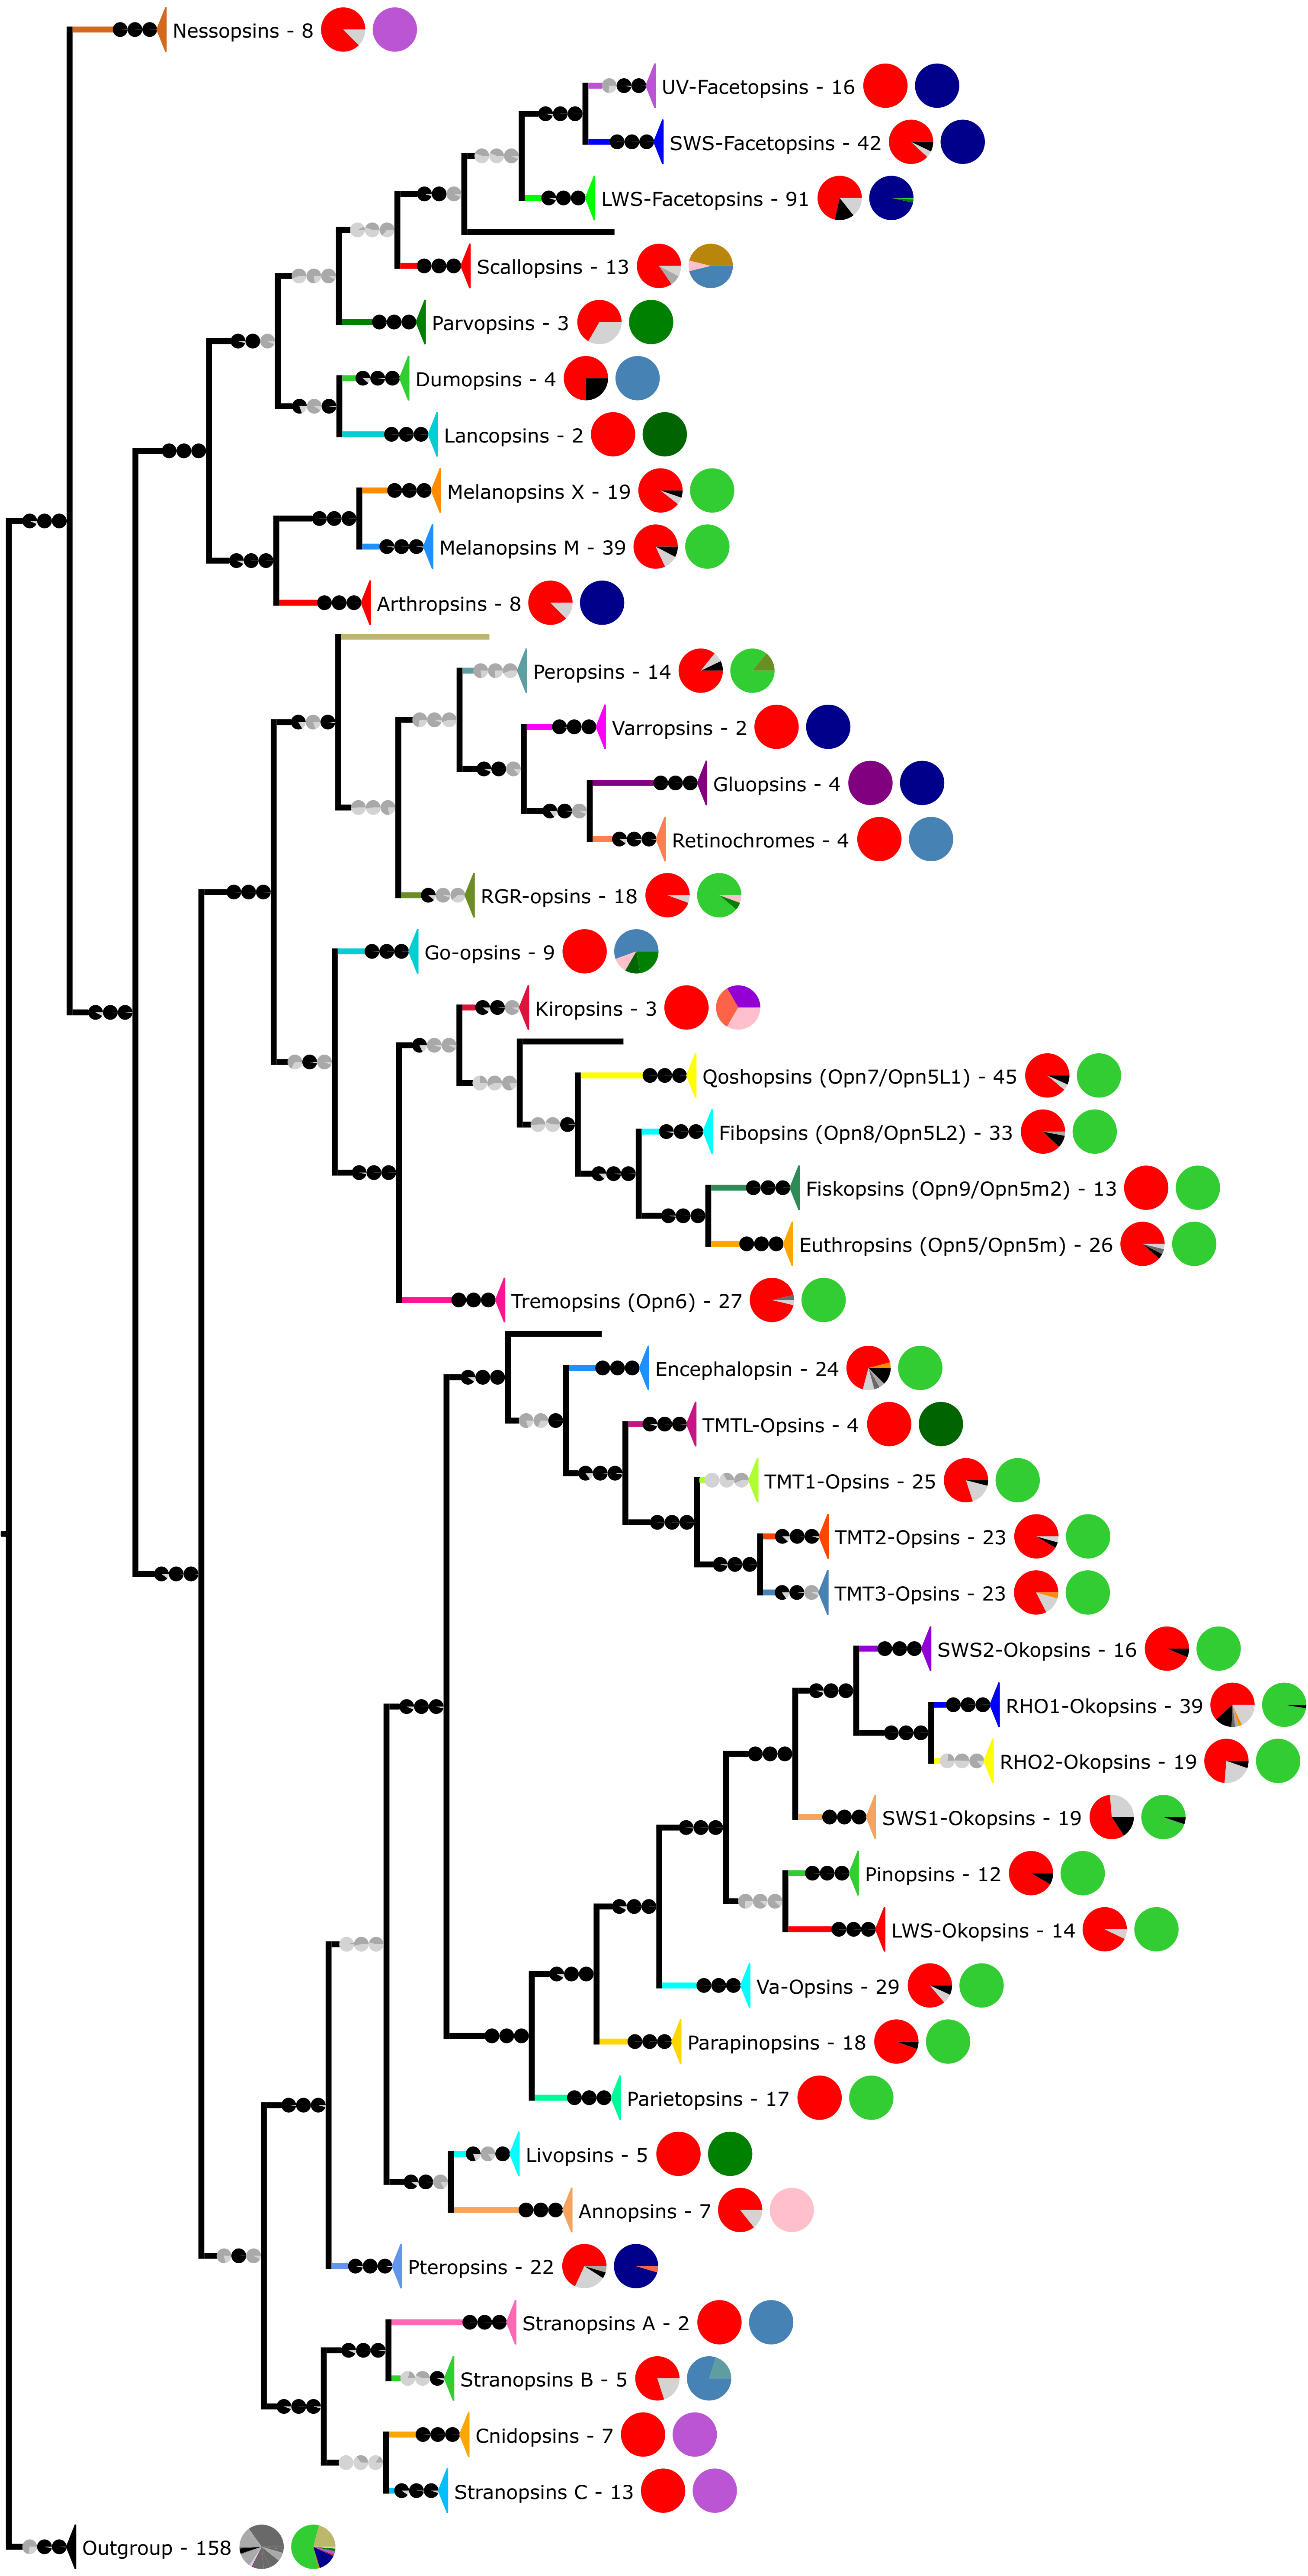 Nessopsins - 8
UV-Facetopsins - 16
SWS-Facetopsins - 42
LWS-Facetopsins - 91
Scallopsins - 13
Parvopsins - 3
Dumopsins - 4
Lancopsins - 2
Melanopsins X - 19
Melanopsins M - 39
Arthropsins - 8
Peropsins - 14
Varropsins - 2
Gluopsins - 4
Retinochromes - 4
RGR-opsins - 18
Go-opsins - 9
Kiropsins - 3
Qoshopsins (Opn7/Opn5L1) - 45
Fibopsins (Opn8/Opn5L2) - 33
Fiskopsins (Opn9/Opn5m2) - 13
Euthropsins (Opn5/Opn5m) - 26
Tremopsins (Opn6) - 27
Encephalopsin - 24
TMTL-Opsins - 4
TMT1-Opsins - 25
TMT2-Opsins - 23
TMT3-Opsins - 23
SWS2-Okopsins - 16
RHO1-Okopsins - 39
RHO2-Okopsins - 19
SWS1-Okopsins - 19
Pinopsins - 12
LWS-Okopsins - 14
Va-Opsins - 29
Parapinopsins - 18
Parietopsins - 17
Livopsins - 5
Annopsins - 7
Pteropsins - 22
Stranopsins A - 2
Stranopsins B - 5
Cnidopsins - 7
Stranopsins C - 13
Outgroup - 158